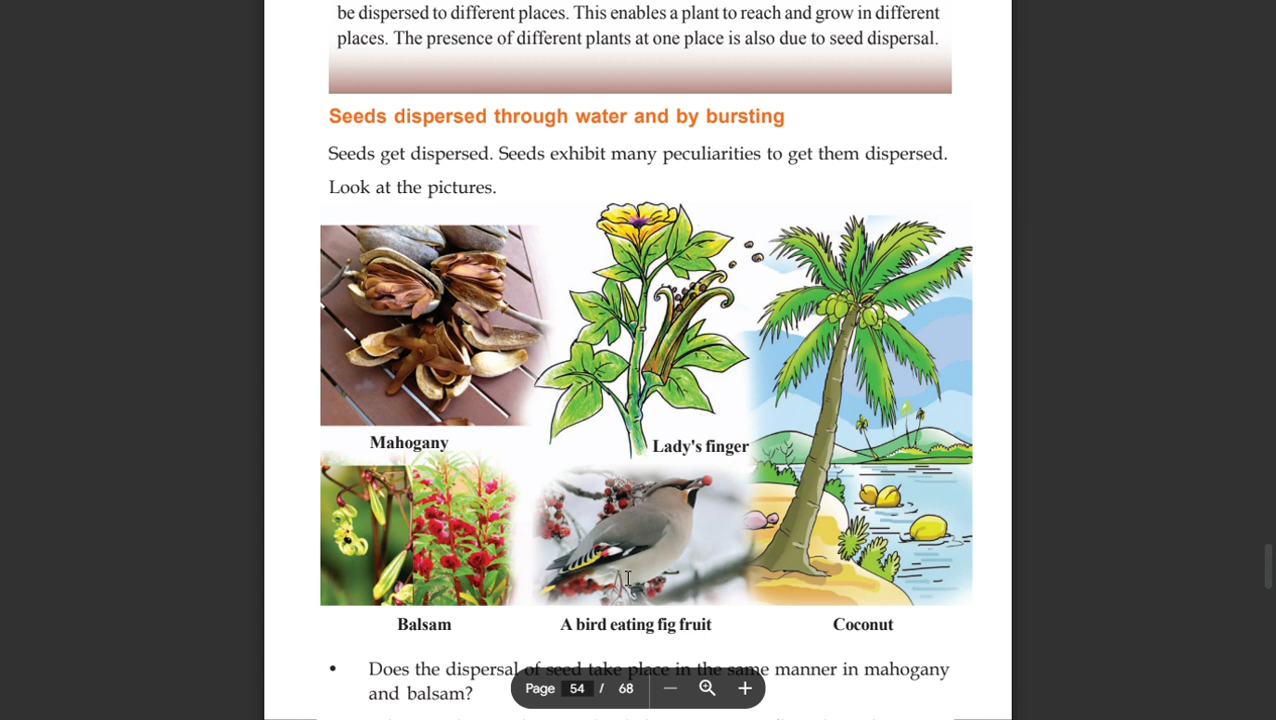 be dispersed to different places. This enables a plant to reach and grow in different
places. The presence of different plants at one place is also due to seed dispersal.
Seeds dispersed through water and by bursting
Seeds get dispersed. Seeds exhibit many peculiarities to get them dispersed.
Look at the pictures.
Mahogany
Lady's finger
Balsam
A bird eating fig fruit
Coconut
• Does the dispersal of seed take place in the same manner in mahogany
and balsam?
Page 54 / 68